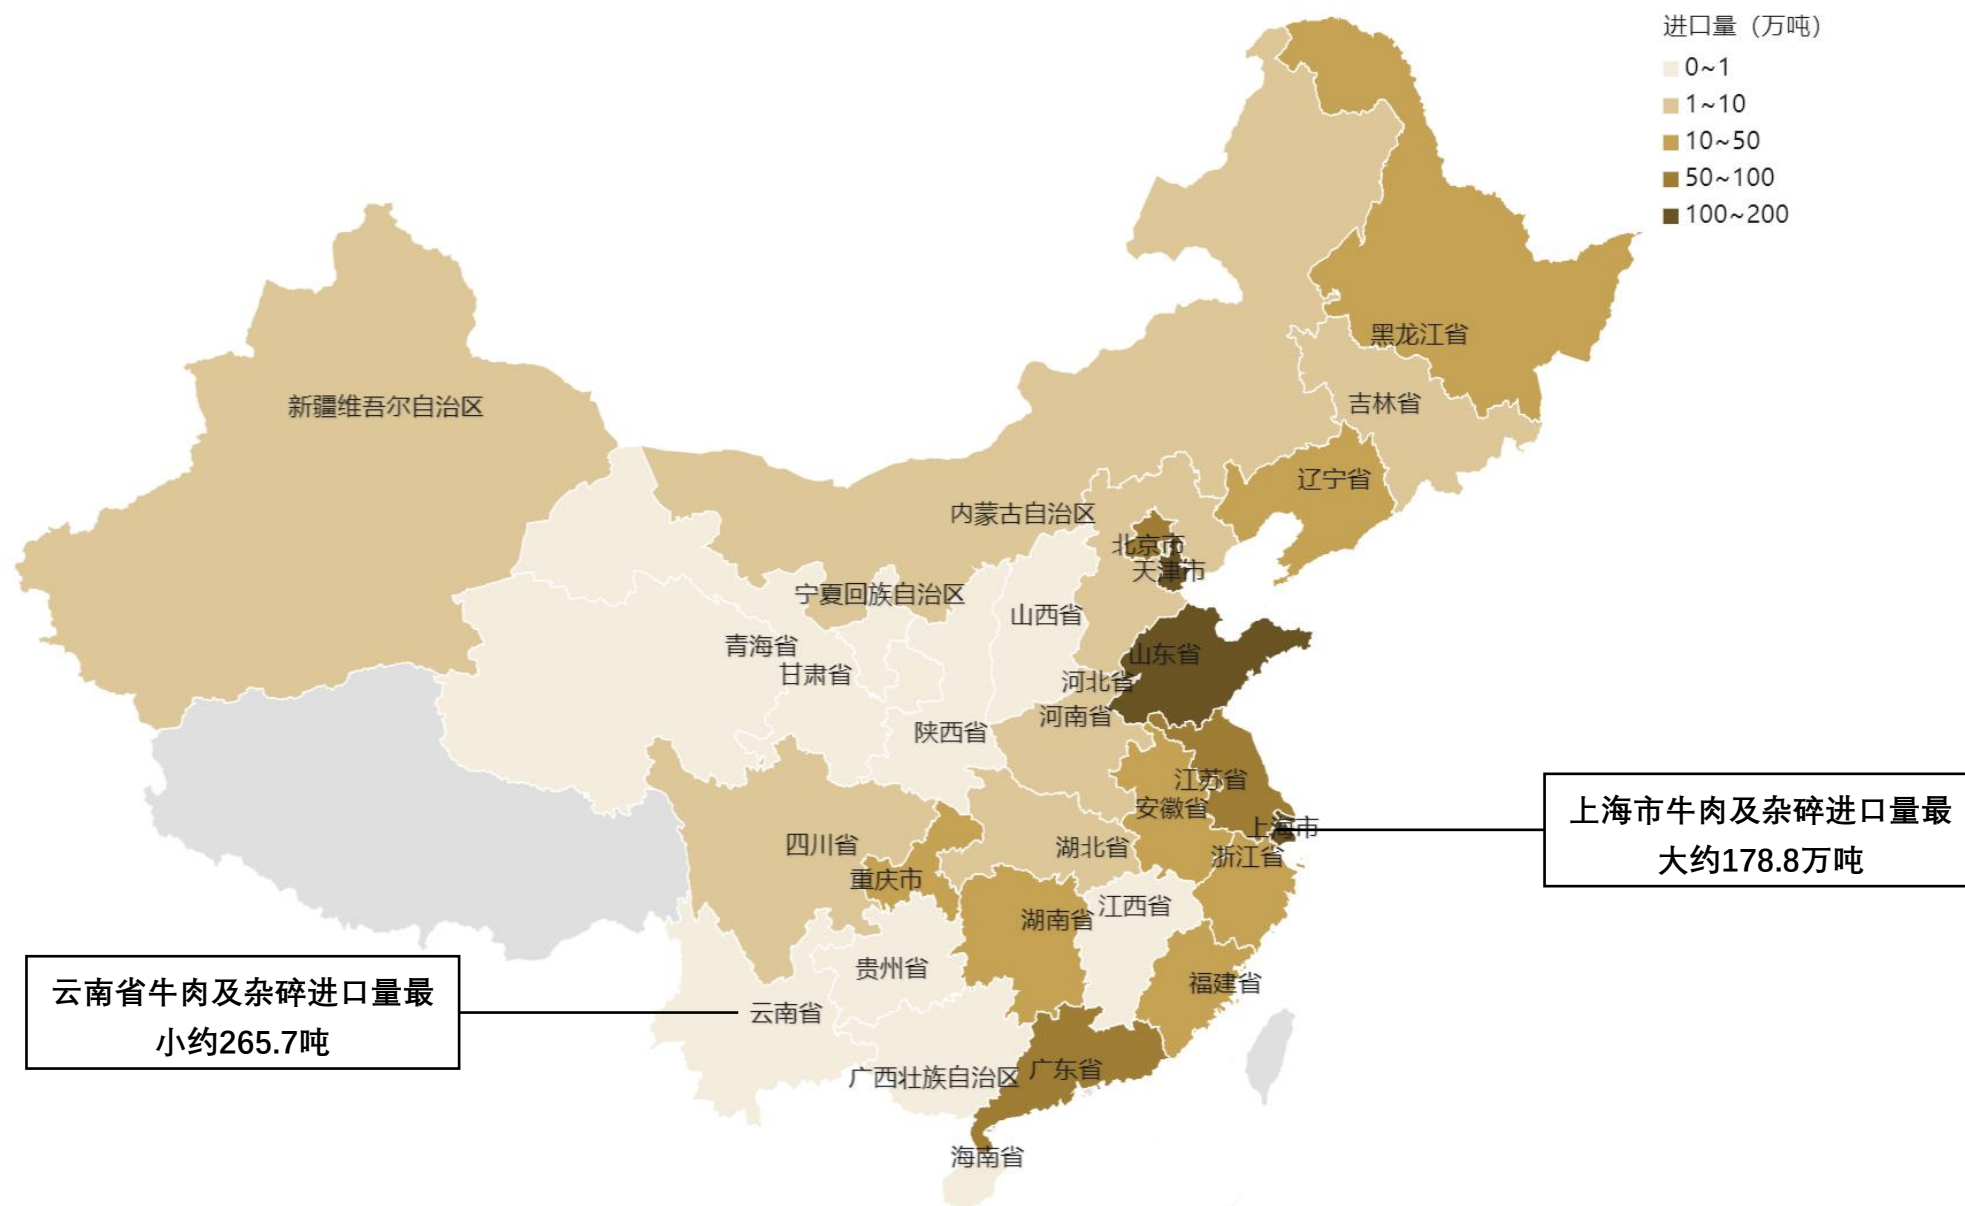 进口量（万吨）
0~1
1~10
10~50
50~100
100~200
黑龙江省
吉林省
新疆维吾尔自治区
辽宁省
内蒙古自治区
北京市
天津市
宁夏回族自治区
山西省
青海省
山东省
甘肃省
河北省
河南省
陕西省
江苏省
安徽省
上海市
上海市牛肉及杂碎进口量最
大约178.8万吨
四川省
湖北省
浙江省
重庆市
江西省
湖南省
贵州省
福建省
云南省牛肉及杂碎进口量最
小约265.7吨
云南省
广西壮族自治区
广东省
海南省